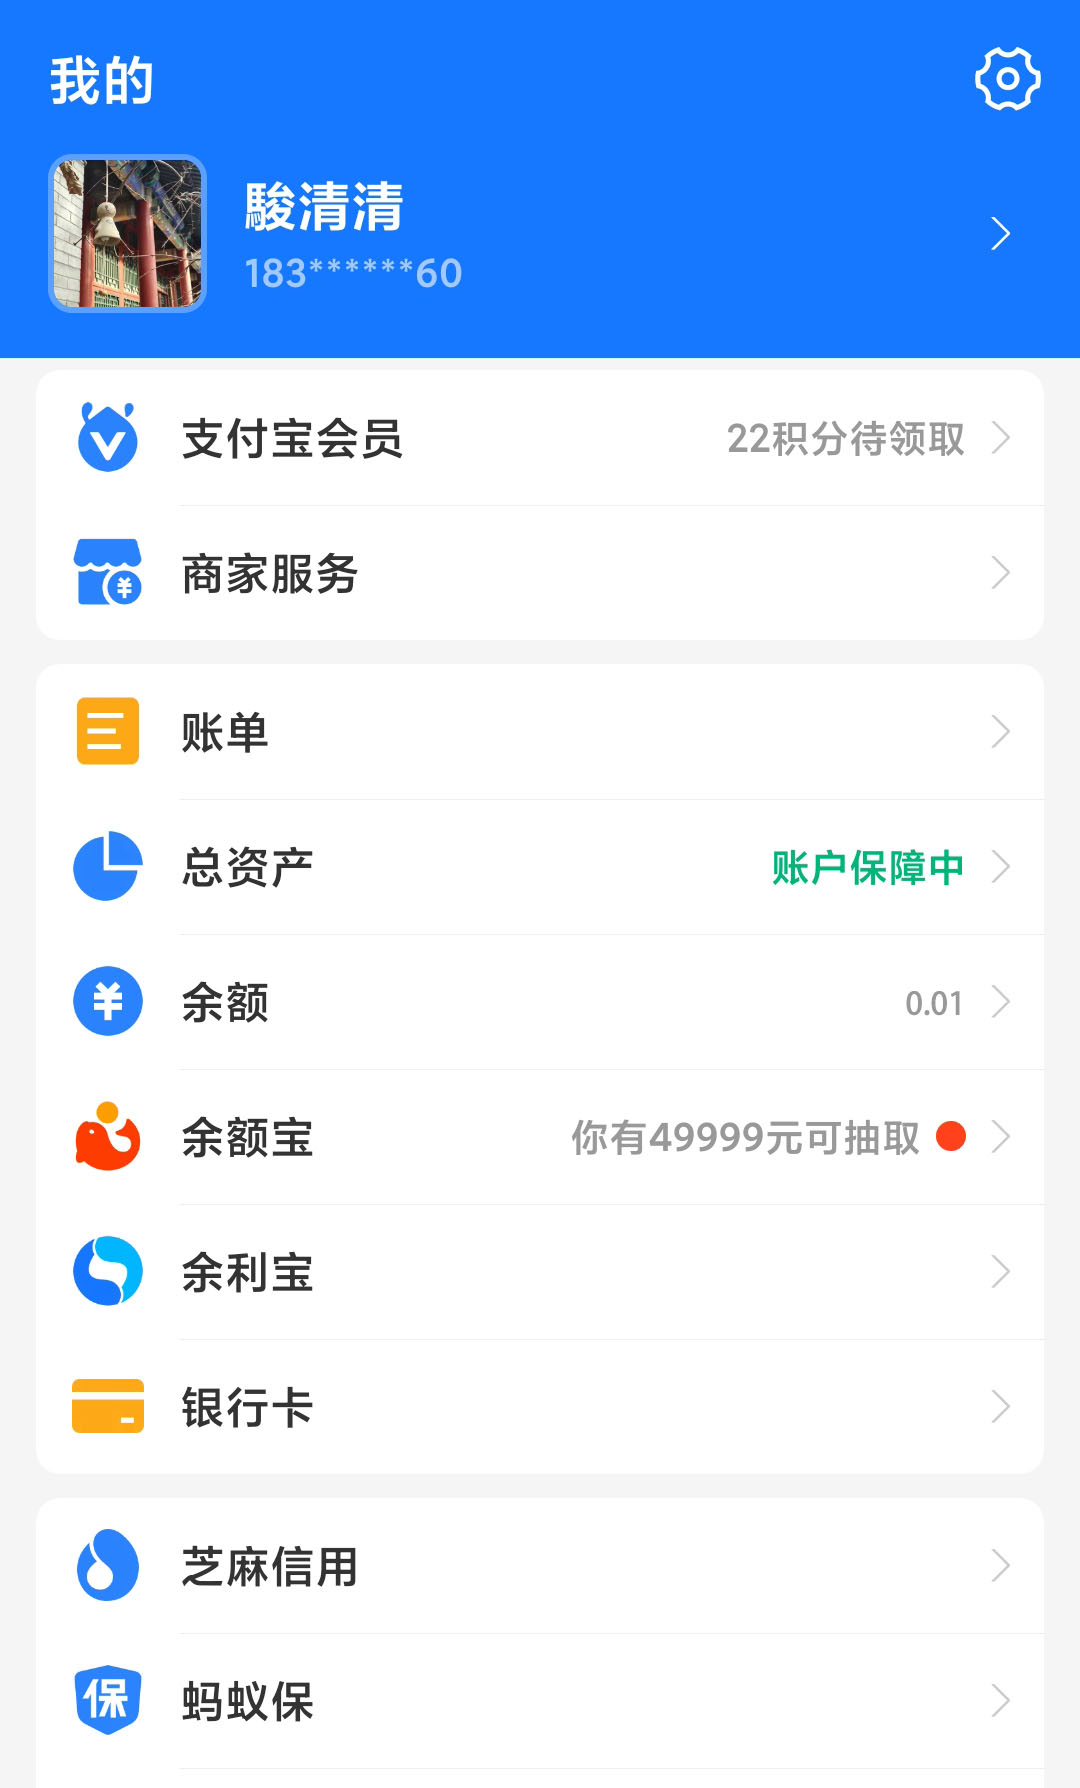 我的
駿清清
183******60
支付宝会员
22积分待领取
商家服务
账单
总资产
账户保障中
余额
0.01
余额宝
你有49999元可抽取
余利宝
银行卡
芝麻信用
保
蚂蚁保